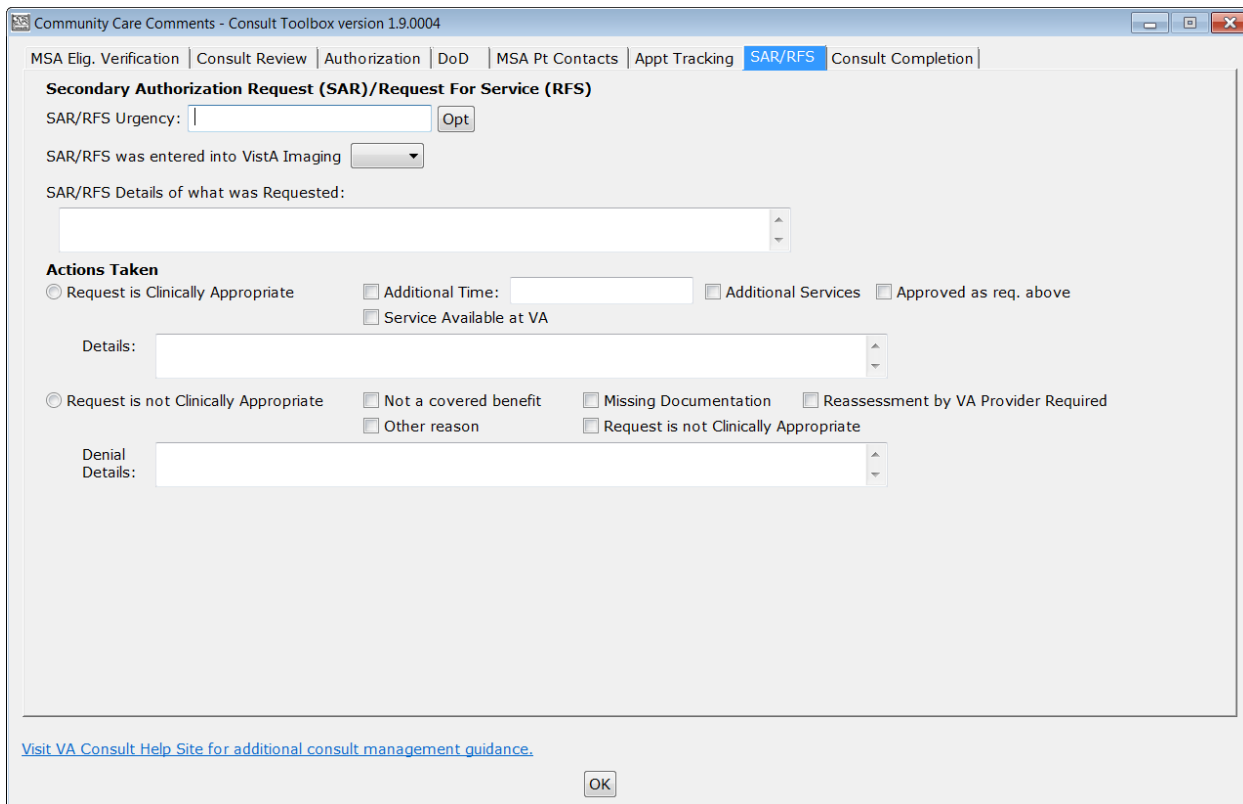 Community Care Comments - Consult Toolbox version 1.9.0004
MSA Elig. Verification Consult Review Authorization DoD MSA Pt Contacts Appt Tracking SAR/RFS Consult Completion
Secondary Authorization Request (SAR)/Request For Service (RFS)
SAR/RFS Urgency: Opt
SAR/RFS was entered into VistA Imaging
SAR/RFS Details of what was Requested:
Actions Taken
Request is Clinically Appropriate Additional Time: Additional Services Approved as req. above
Service Available at VA
Details:
Request is not Clinically Appropriate Not a covered benefit Missing Documentation Reassessment by VA Provider Required
Other reason Request is not Clinically Appropriate
Denial
Details:
Visit VA Consult Help Site for additional consult management guidance.
OK